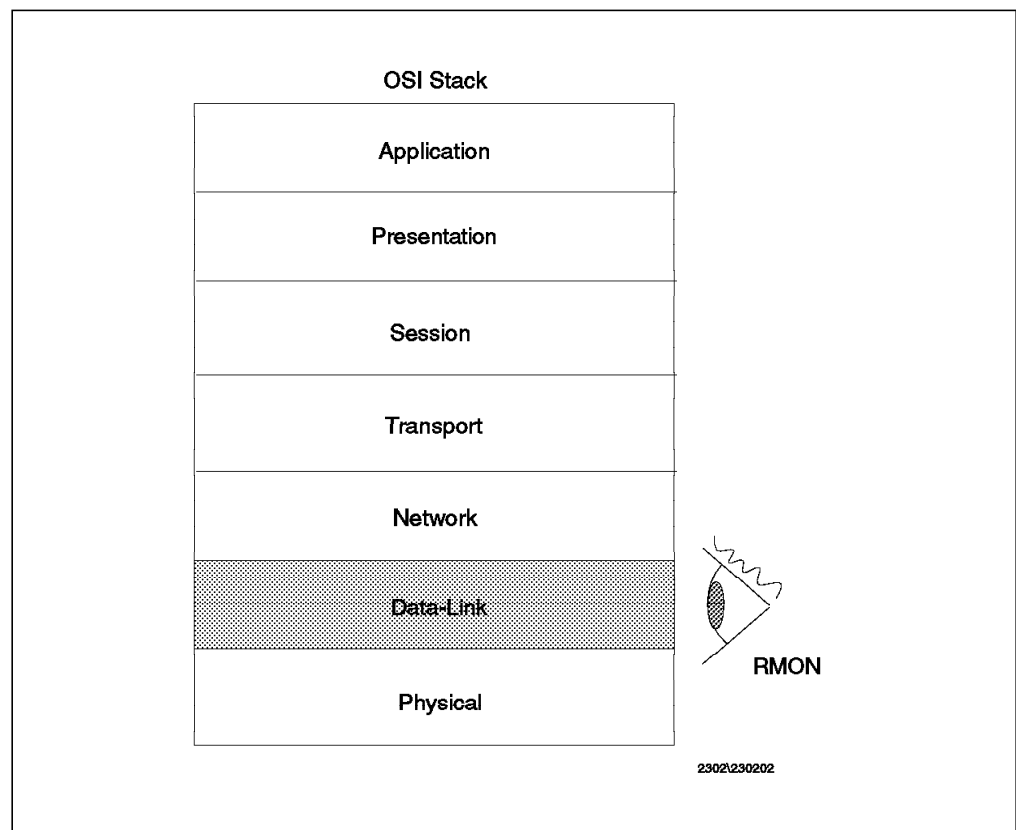 OSI Stack
Application
Presentation
Session
Transport
Network
Data-Link
RMON
Physical
2302\230202